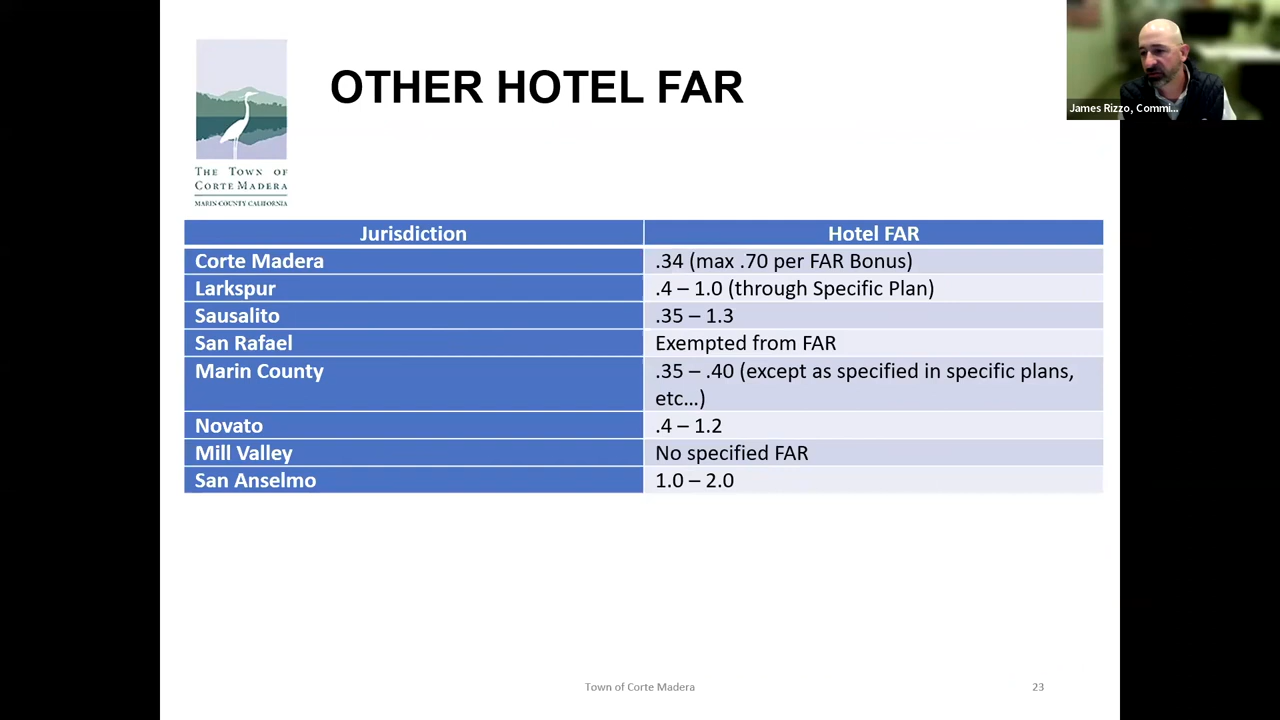 OTHER HOTEL FAR
James Rizzo, Commi...
THE TOWN OF
CORTE MADERA
MARIN COUNTY CALIFORNIA
Jurisdiction Hotel FAR
Corte Madera .34 (max .70 per FAR Bonus)
Larkspur .4 – 1.0 (through Specific Plan)
Sausalito .35 – 1.3
San Rafael Exempted from FAR
Marin County .35 – .40 (except as specified in specific plans,
etc…)
Novato .4 – 1.2
Mill Valley No specified FAR
San Anselmo 1.0 – 2.0
Town of Corte Madera 23